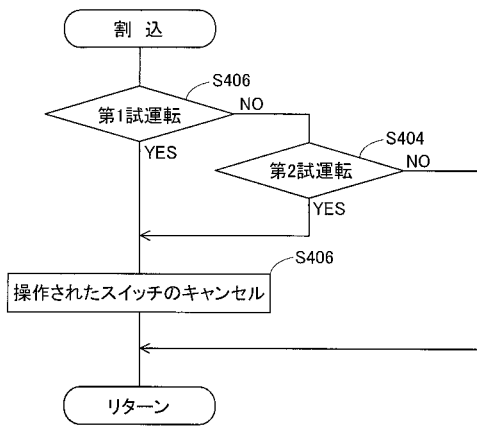 割 込
S406
第1試運転
NO
YES
S404
第2試運転
NO
YES
S406
操作されたスイッチのキャンセル
リターン